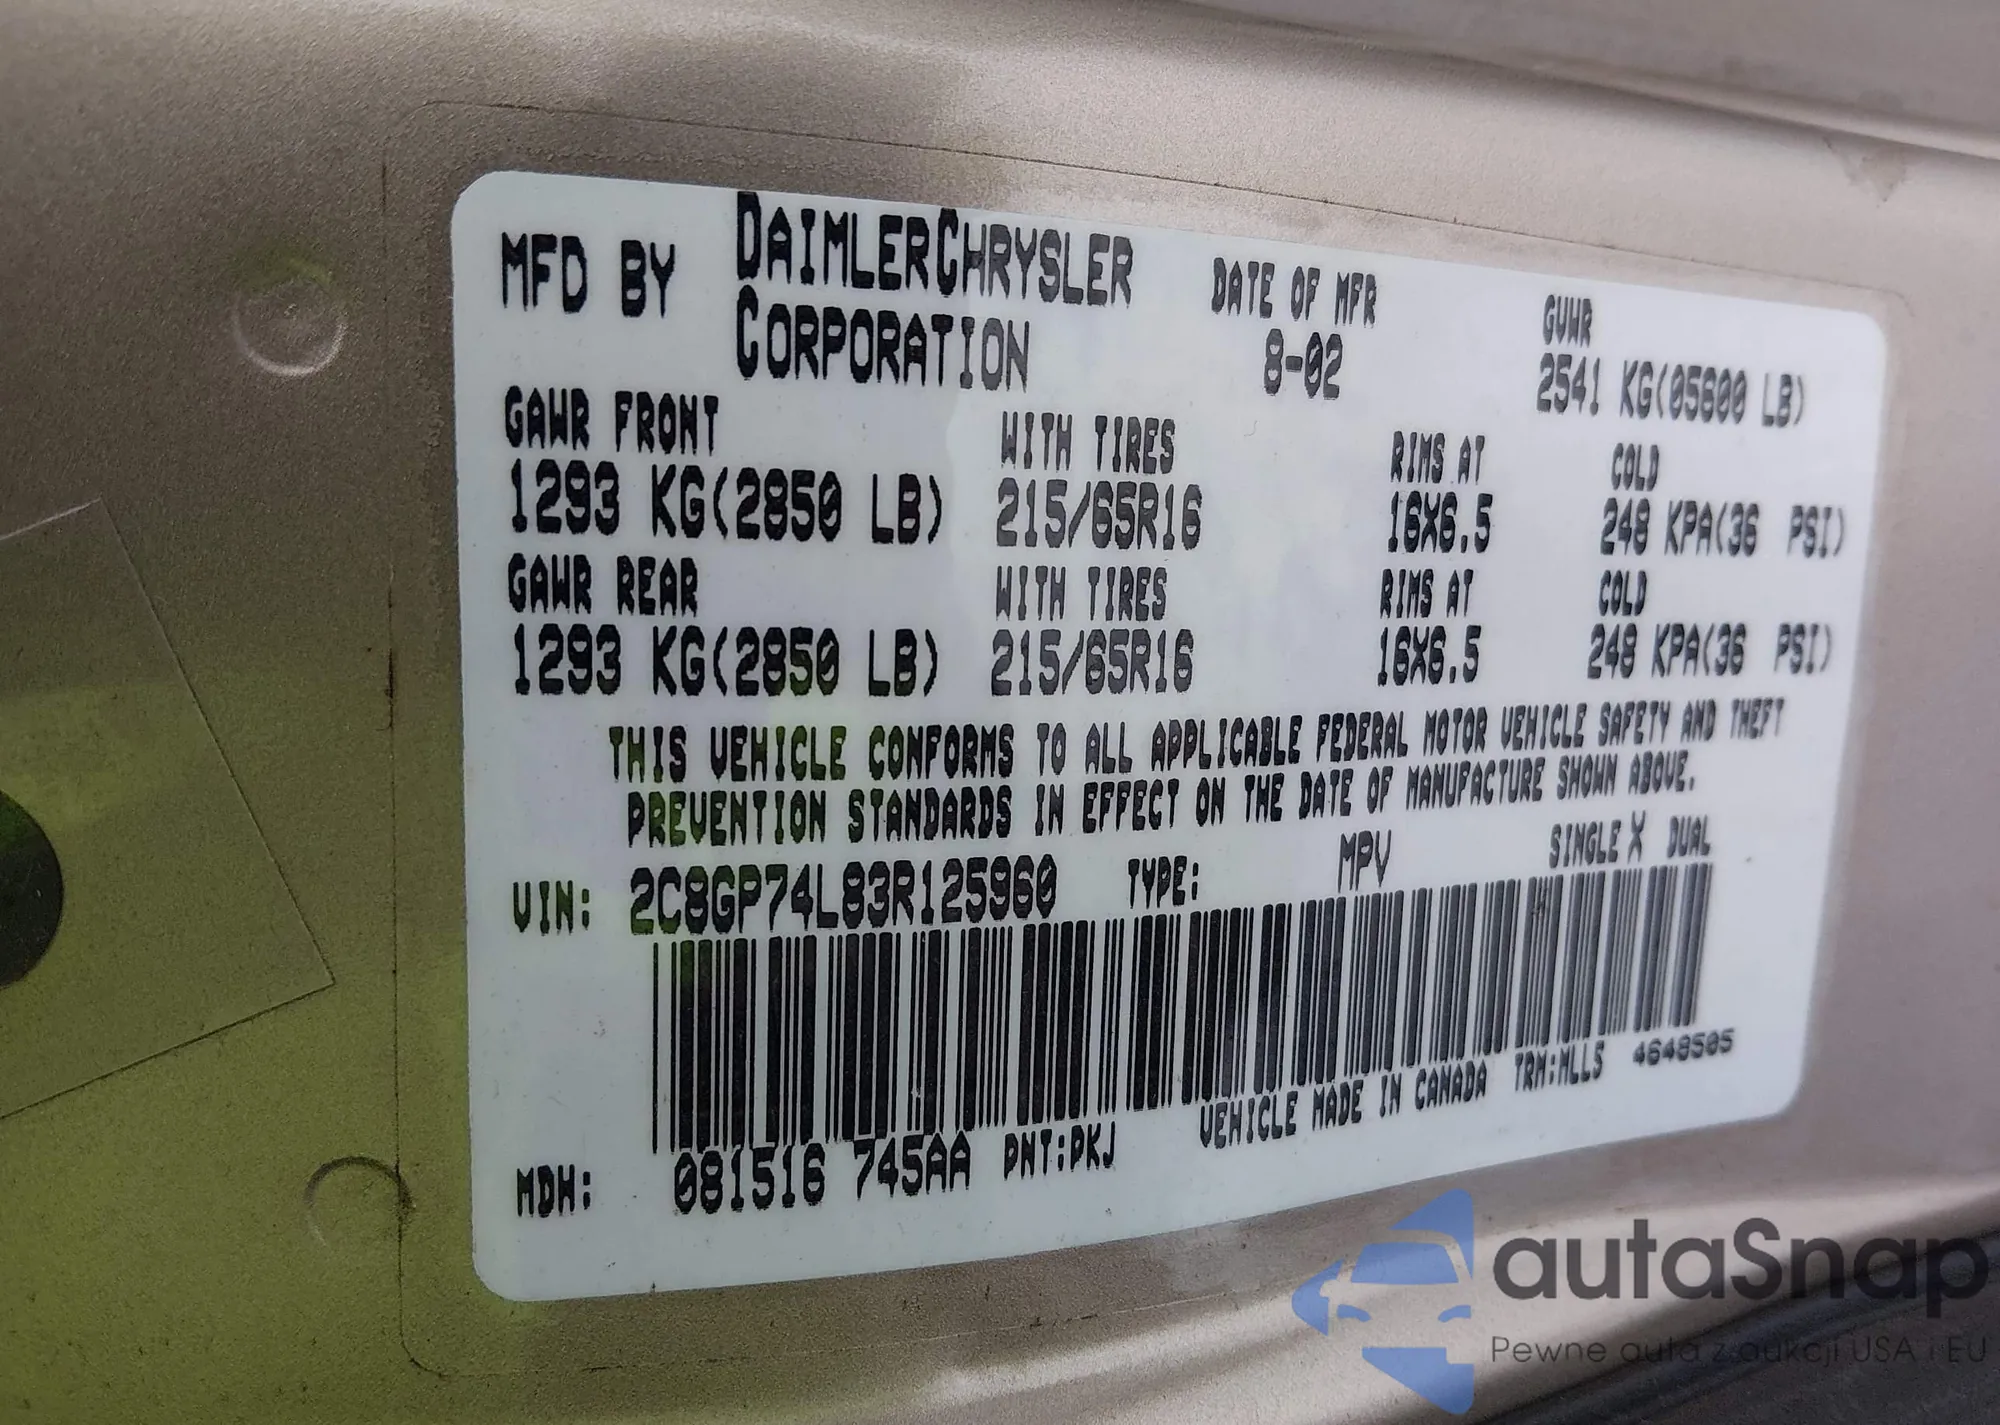 MFD BY DAIMLERCHRYSLER CORPORATION DATE OF MFR 8-02 GVWR 2541 KG(05600 LB)
GAWR FRONT WITH TIRES RIMS AT COLD
1293 KG(2850 LB) 215/65R16 16X6.5 248 KPA(36 PSI)
GAWR REAR WITH TIRES RIMS AT COLD
1293 KG(2850 LB) 215/65R16 16X6.5 248 KPA(36 PSI)
THIS VEHICLE CONFORMS TO ALL APPLICABLE FEDERAL MOTOR VEHICLE SAFETY AND THEFT
PREVENTION STANDARDS IN EFFECT ON THE DATE OF MANUFACTURE SHOWN ABOVE.
VIN: 2C8GP74L83R125960 TYPE: MPV SINGLE X DUAL
MDH: 081516 745AA PNT:PKJ VEHICLE MADE IN CANADA TRM:MLL5 4648505
autaSnap
Pewne auta z aukcji USA i EU